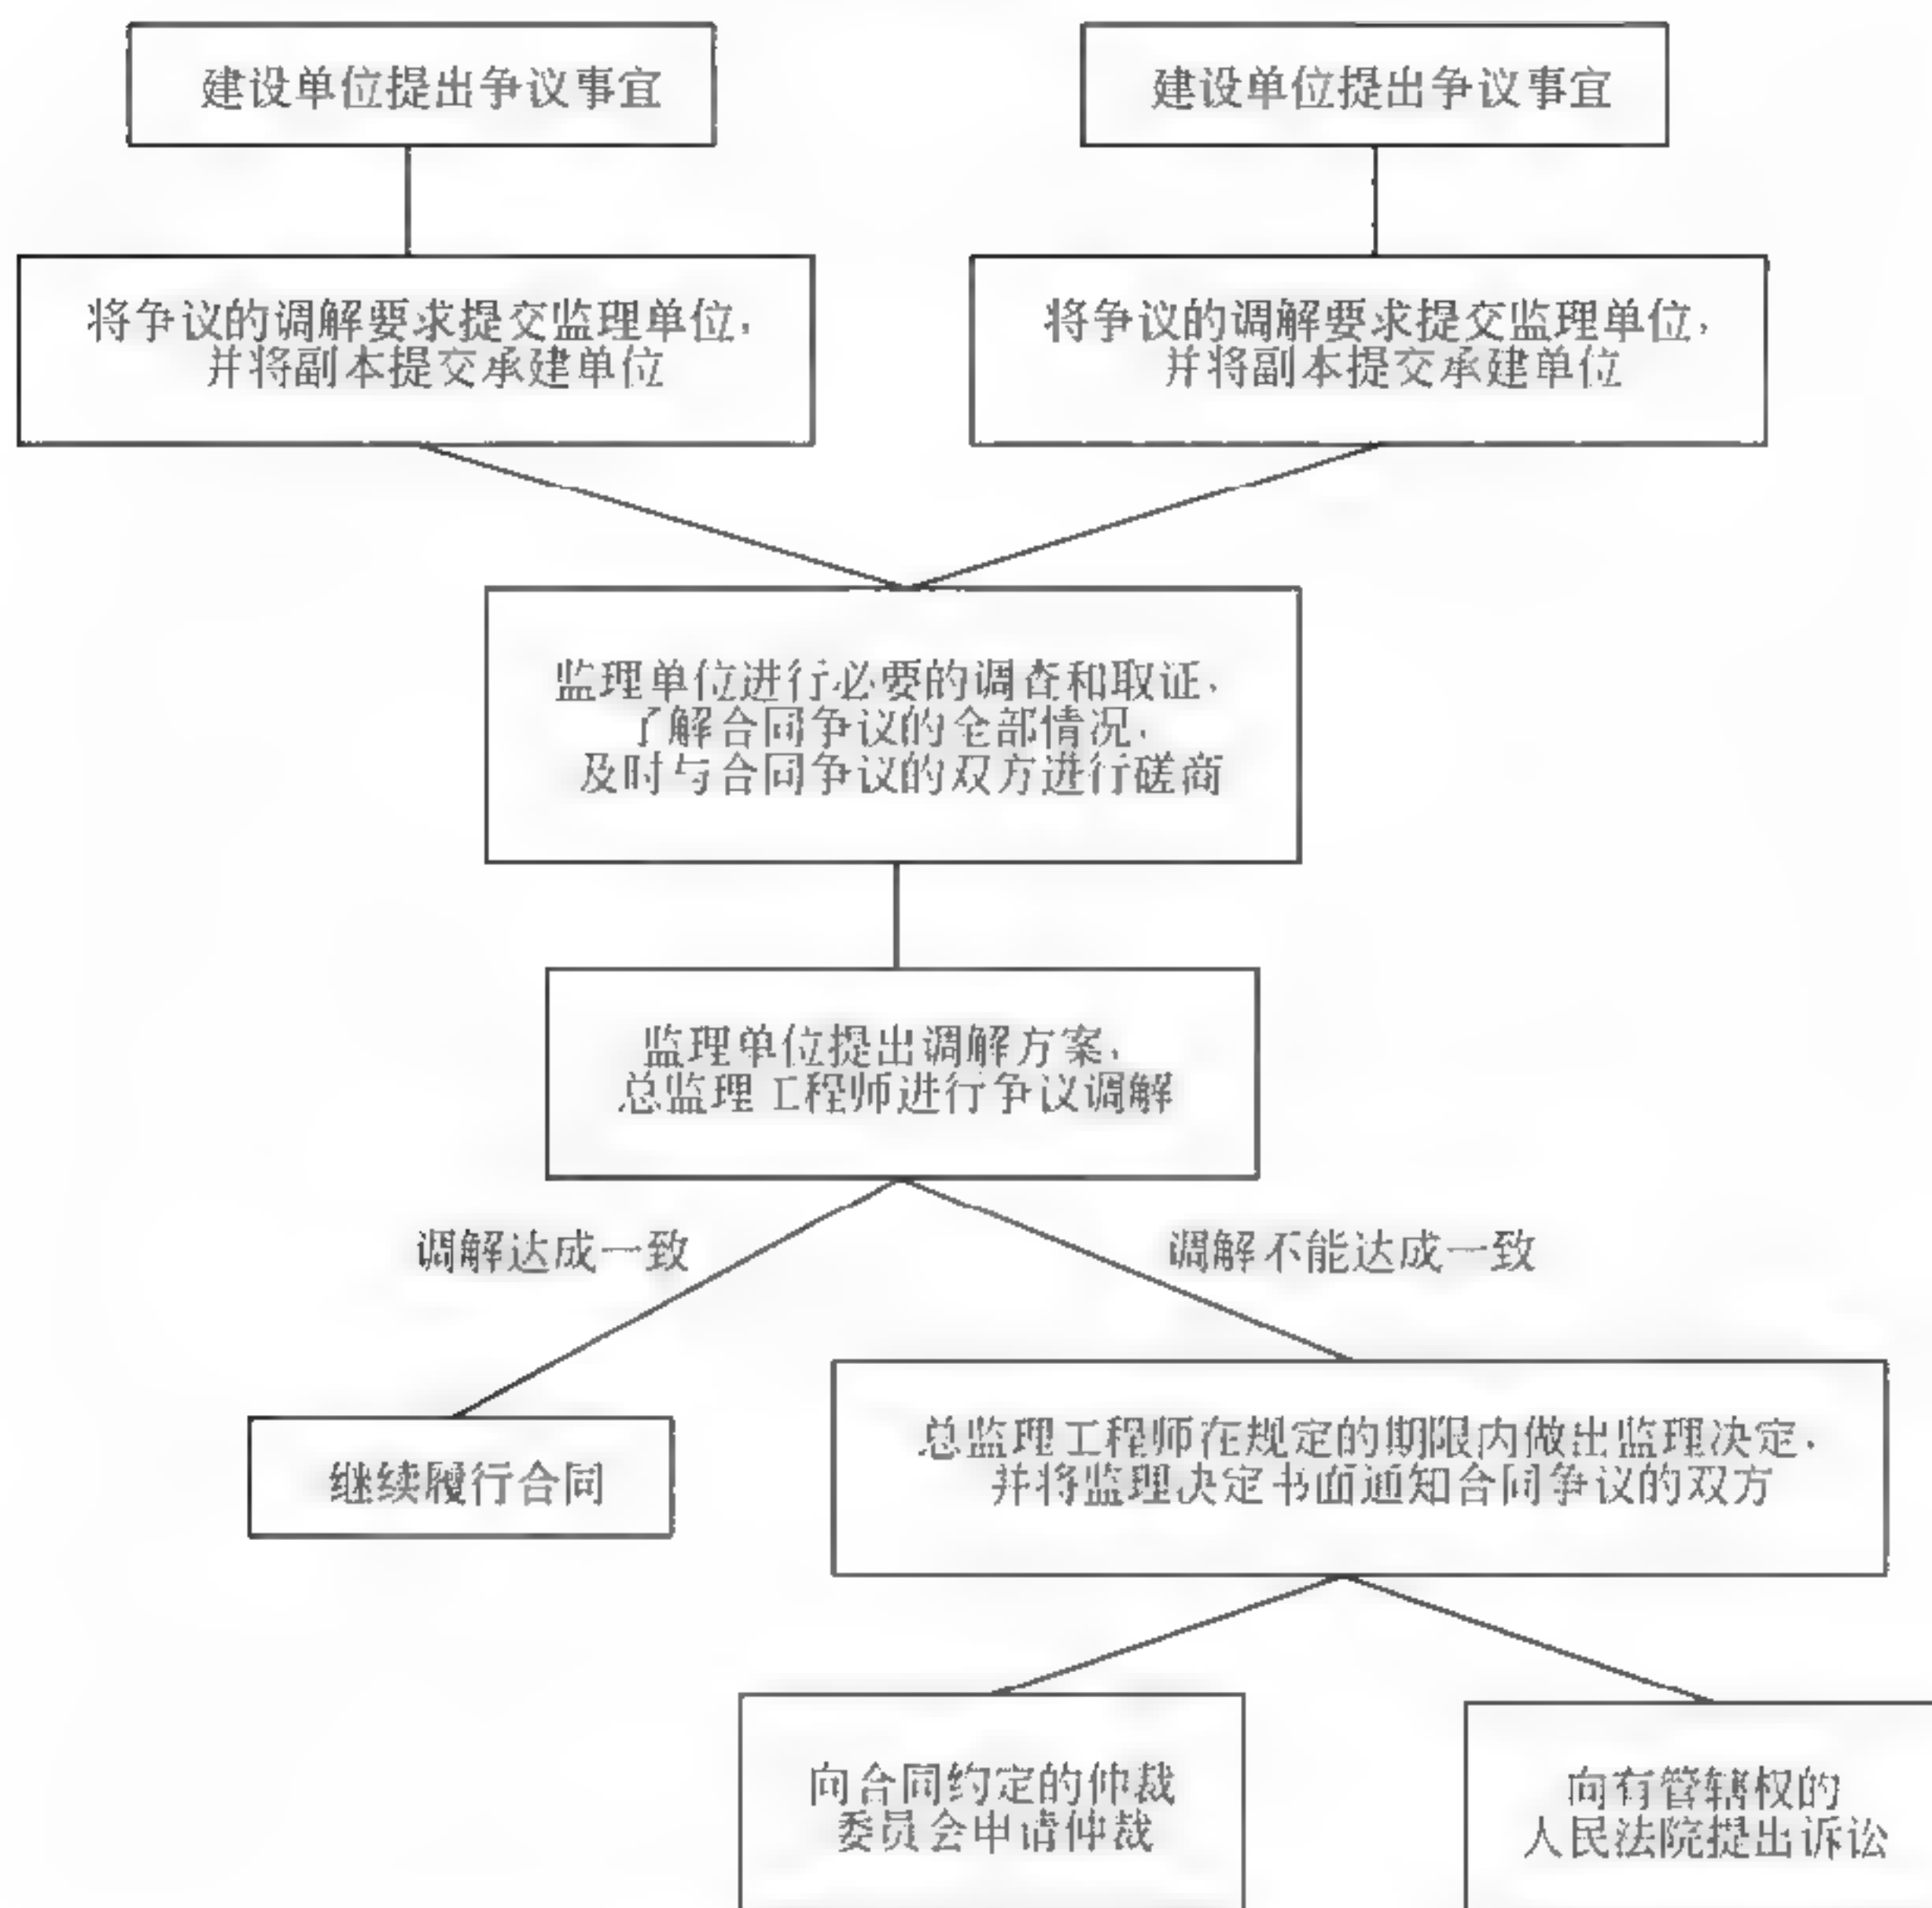 建设单位提出争议事宜
建设单位提出争议事宜
将争议的调解要求提交监理单位，
并将副本提交承建单位
将争议的调解要求提交监理单位，
并将副本提交承建单位
监理单位进行必要的调查和取证，
了解合同争议的全部情况，
及时与合同争议的双方进行磋商
监理单位提出调解方案，
总监理工程师进行争议调解
调解达成一致
调解不能达成一致
继续履行合同
总监理工程师在规定的期限内做出监理决定，
并将监理决定书面通知合同争议的双方
向合同约定的仲裁
委员会申请仲裁
向有管辖权的
人民法院提出诉讼